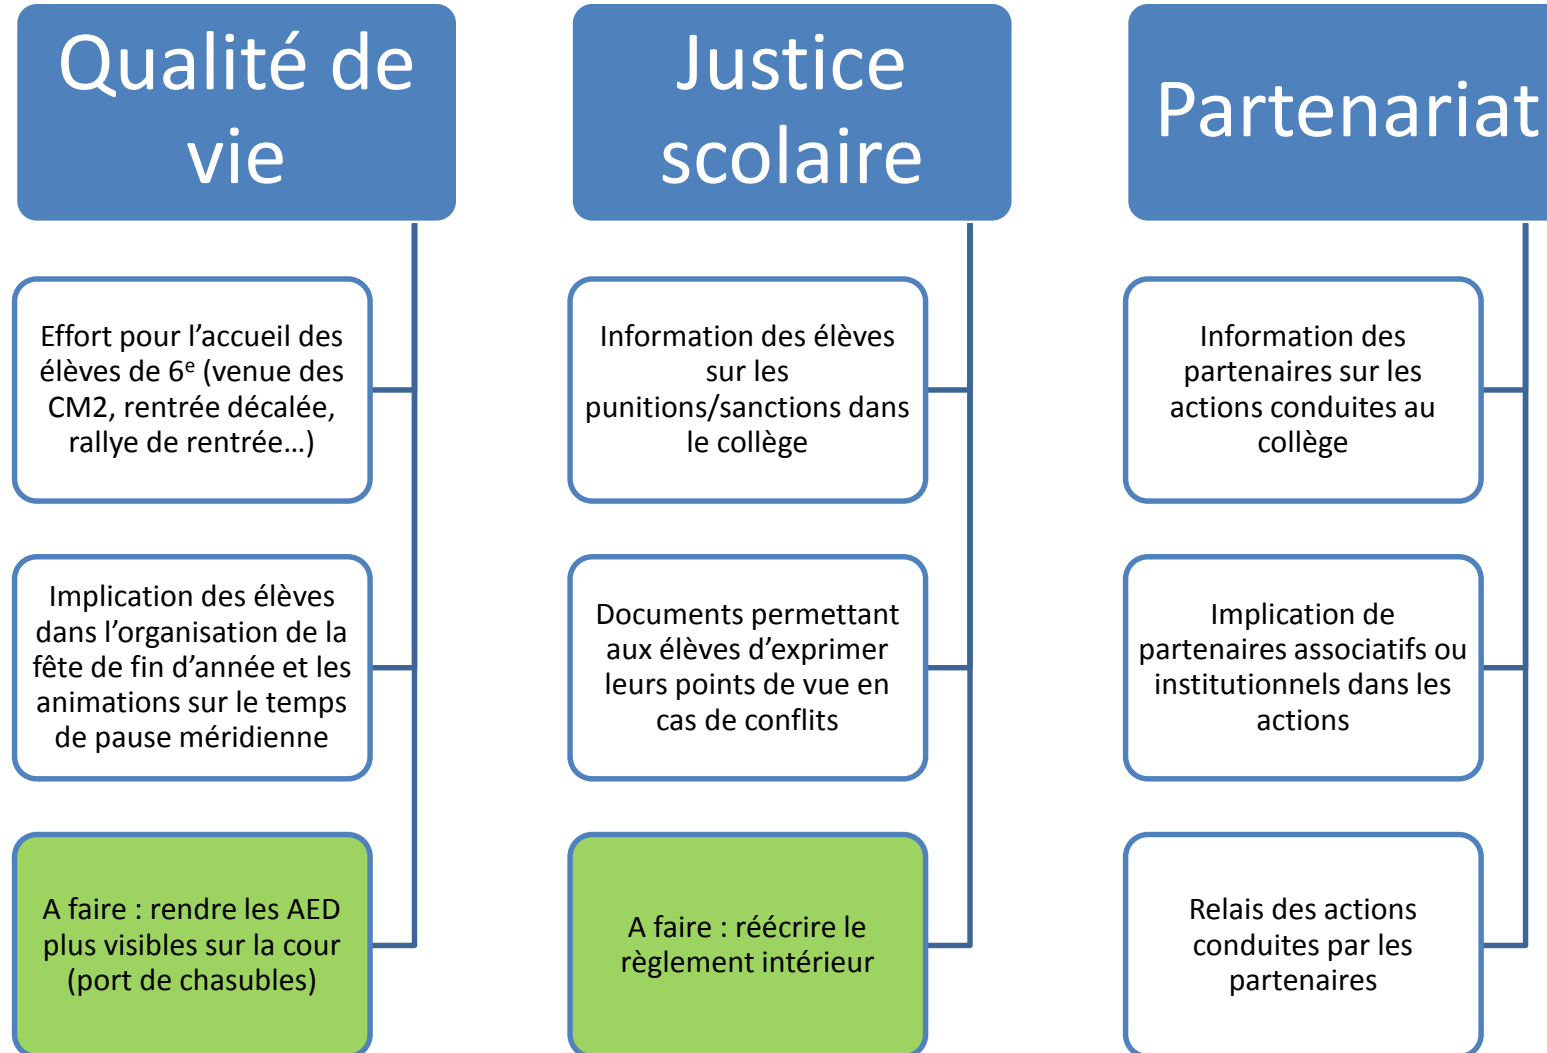 Qualité de
vie
Effort pour l’accueil des
élèves de 6e (venue des
CM2, rentrée décalée,
rallye de rentrée…)
Implication des élèves
dans l’organisation de la
fête de fin d’année et les
animations sur le temps
de pause méridienne
A faire : rendre les AED
plus visibles sur la cour
(port de chasubles)
Justice
scolaire
Information des élèves
sur les
punitions/sanctions dans
le collège
Documents permettant
aux élèves d’exprimer
leurs points de vue en
cas de conflits
A faire : réécrire le
règlement intérieur
Partenariat
Information des
partenaires sur les
actions conduites au
collège
Implication de
partenaires associatifs ou
institutionnels dans les
actions
Relais des actions
conduites par les
partenaires